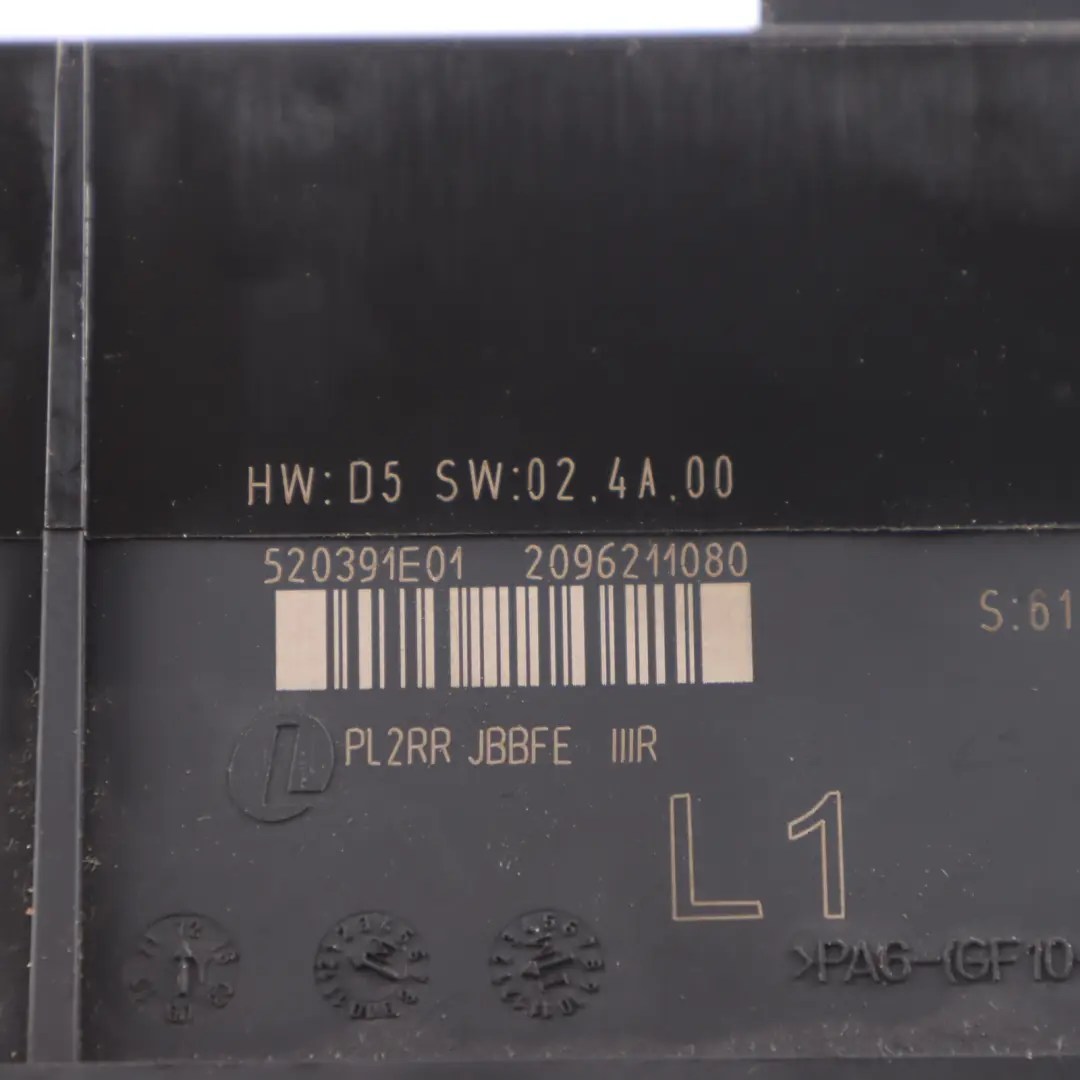 HW: D5 SW:02.4A.00
520391E01 2096211080
S:61
PL2RR JBBFE IIIR
L1
>PA6-(GF10